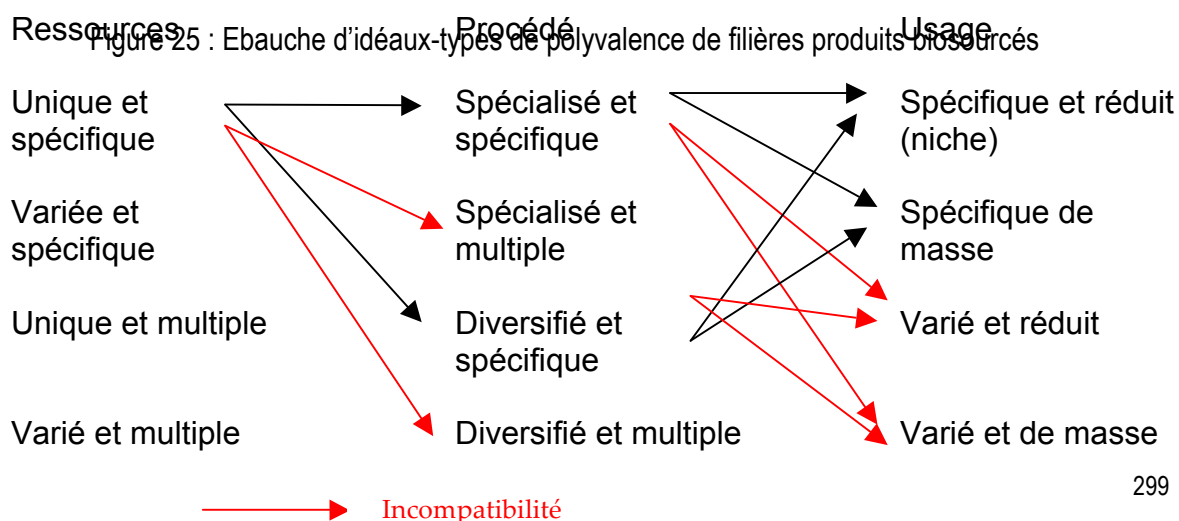 Ressources Procédé Usage
Figure 25 : Ebauche d’idéaux-types de polyvalence de filières produits biosourcés
Unique et
spécifique
Spécialisé et
spécifique
Spécifique et réduit
(niche)
Variée et
spécifique
Spécialisé et
multiple
Spécifique de
masse
Unique et multiple
Diversifié et
spécifique
Varié et réduit
Varié et multiple
Diversifié et multiple
Varié et de masse
299
Incompatibilité